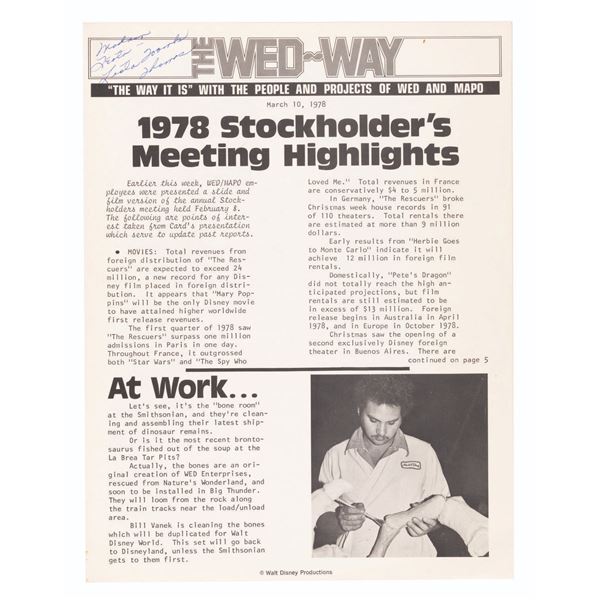 THE WED~WAY
"THE WAY IT IS" WITH THE PEOPLE AND PROJECTS OF WED AND MAPO
March 10, 1978
1978 Stockholder's
Meeting Highlights
Earlier this week, WED/MAPO em-
ployees were presented a slide and
film version of the annual Stock-
holders meeting held February 8.
The following are points of inter-
est taken from Card's presentation
which serve to update past reports.
● MOVIES: Total revenues from
foreign distribution of "The Res-
cuers" are expected to exceed 24
million, a new record for any Dis-
ney film placed in foreign distri-
bution. It appears that "Mary Pop-
pins" will be the only Disney movie
to have attained higher worldwide
first release revenues.
The first quarter of 1978 saw
"The Rescuers" surpass one million
admissions in Paris in one day.
Throughout France, it outgrossed
both "Star Wars" and "The Spy Who
Loved Me." Total revenues in France
are conservatively $4 to 5 million.
In Germany, "The Rescuers" broke
Christmas week house records in 91
of 110 theaters. Total rentals there
are estimated at more than 9 million
dollars.
Early results from "Herbie Goes
to Monte Carlo" indicate it will
achieve 12 million in foreign film
rentals.
Domestically, "Pete's Dragon"
did not totally reach the high an-
ticipated projections, but film
rentals are still estimated to be
in excess of $13 million. Foreign
release begins in Australia in April
1978, and in Europe in October 1978.
Christmas saw the opening of a
second exclusively Disney foreign
theater in Buenos Aires. There are
continued on page 5
At Work...
Let's see, it's the "bone room"
at the Smithsonian, and they're clean-
ing and assembling their latest ship-
ment of dinosaur remains.
Or is it the most recent bronto-
saurus fished out of the soup at the
La Brea Tar Pits?
Actually, the bones are an ori-
ginal creation of WED Enterprises,
rescued from Nature's Wonderland, and
soon to be installed in Big Thunder.
They will loom from the rock along
the train tracks near the load/unload
area.
Bill Vanek is cleaning the bones
which will be duplicated for Walt
Disney World. This set will go back
to Disneyland, unless the Smithsonian
gets to them first.
© Walt Disney Productions